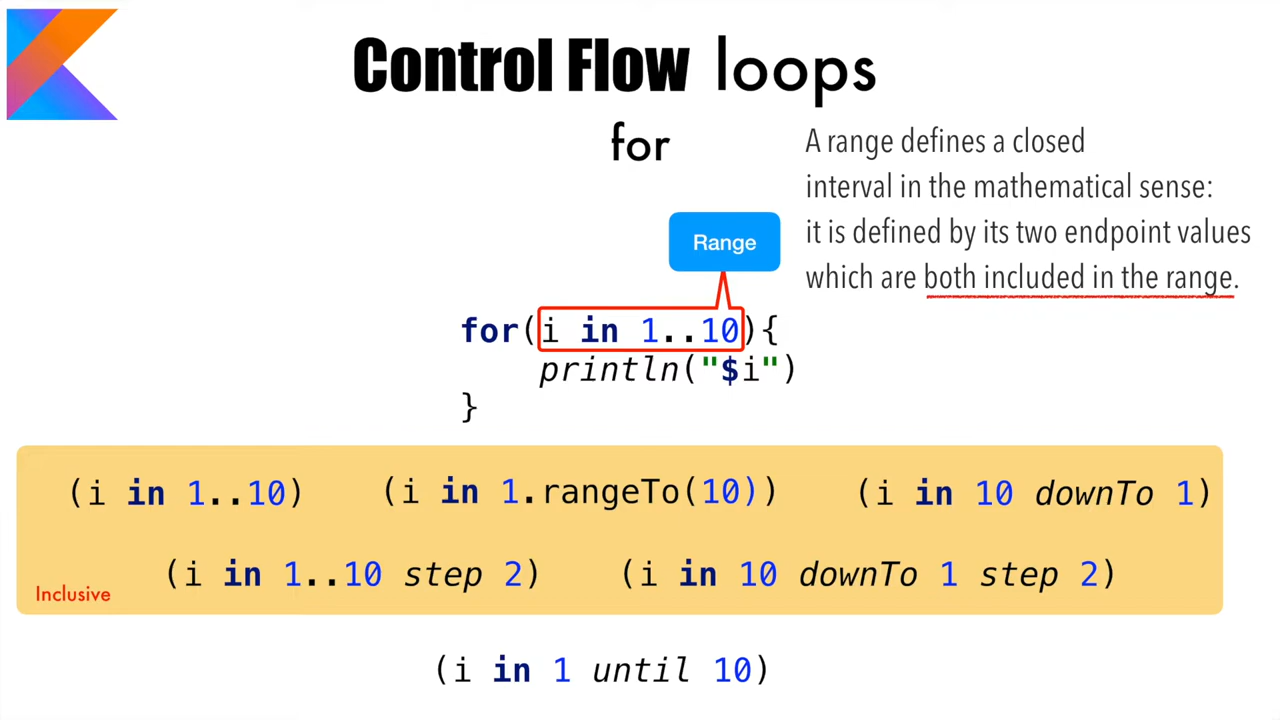 Control Flow loops
for
A range defines a closed
interval in the mathematical sense:
it is defined by its two endpoint values
which are both included in the range.
Range
for(i in 1..10){
println("$i")
}
(i in 1..10)
(i in 1.rangeTo(10))
(i in 10 downTo 1)
(i in 1..10 step 2)
(i in 10 downTo 1 step 2)
Inclusive
(i in 1 until 10)